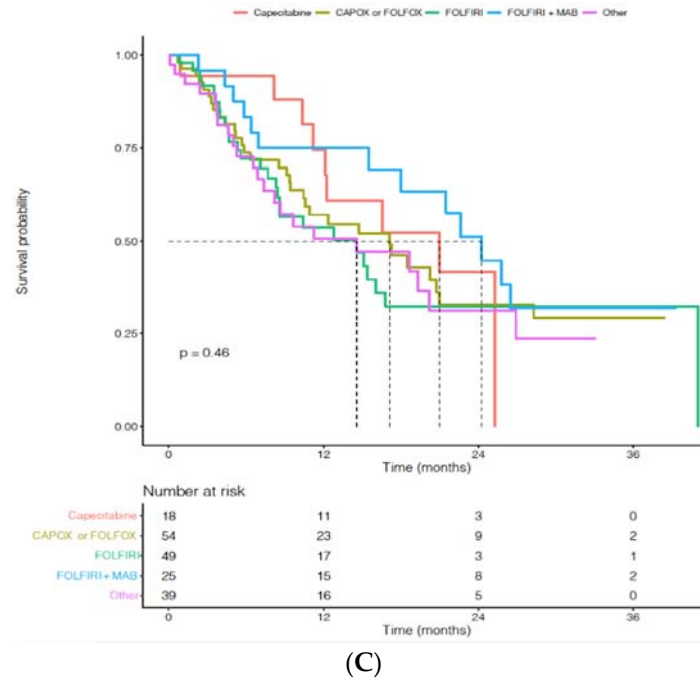 Capecitabine CAPOX or FOLFOX FOLFIRI FOLFIRI + MAB Other
1.00
0.75
0.50
0.25
0.00
Survival probability
p = 0.46
0 12 24 36
Time (months)
Number at risk
Capecitabine 18 11 3 0
CAPOX or FOLFOX 54 23 9 2
FOLFIRI 49 17 3 1
FOLFIRI + MAB 25 15 8 2
Other 39 16 5 0
0 12 24 36
Time (months)
(C)